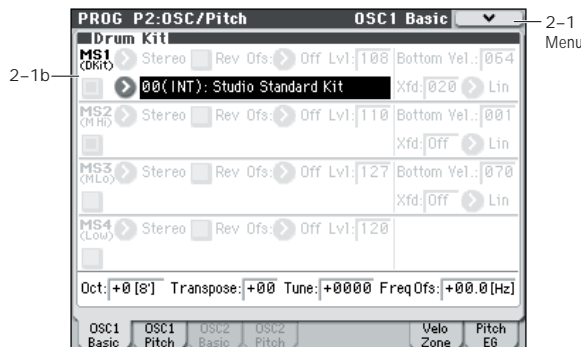 PROG P2:OSC/Pitch OSC1 Basic
2–1
Menu
Drum Kit
MS1 Stereo Rev Ofs: Off Lvl:108 Bottom Vel.:064
(DKit)
2–1b
00(INT): Studio Standard Kit Xfd:020 Lin
MS2 Stereo Rev Ofs: Off Lvl:110 Bottom Vel.:001
(M Hi)
Xfd:Off Lin
MS3 Stereo Rev Ofs: Off Lvl:127 Bottom Vel.:070
(MLo)
Xfd:Off Lin
MS4 Stereo Rev Ofs: Off Lvl:120
(Low)
Oct:+0[8'] Transpose:+00 Tune:+0000 FreqOfs:+00.0[Hz]
OSC1 Basic OSC1 Pitch OSC2 Basic OSC2 Pitch Velo Zone Pitch EG